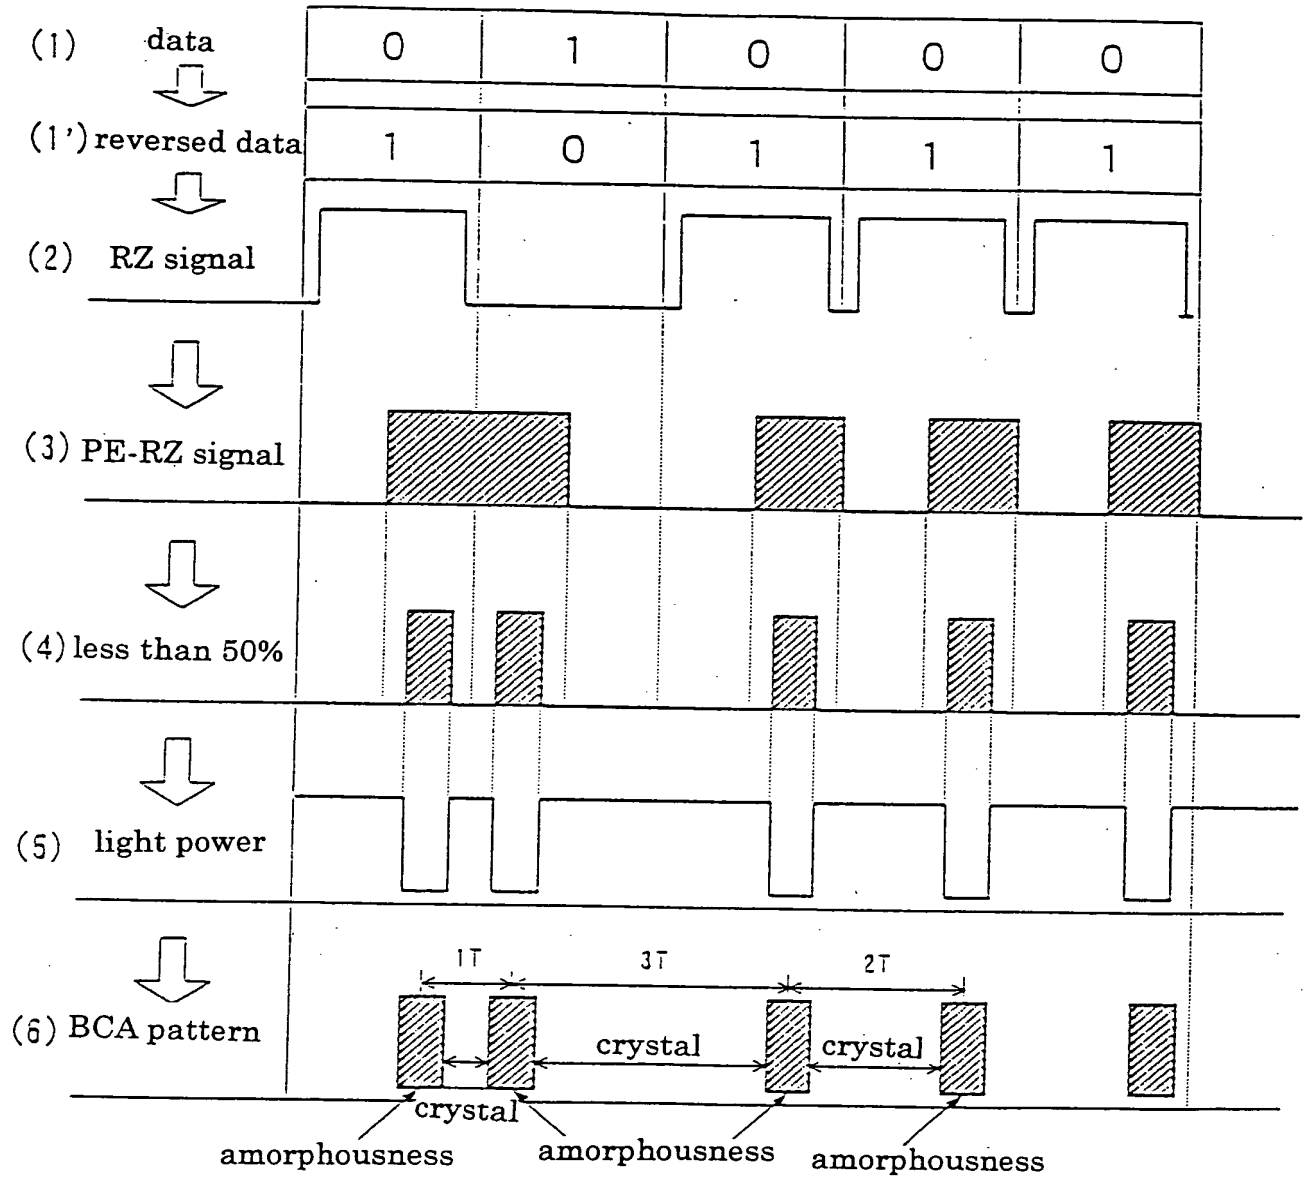 (1) data 0 1 0 0 0
(1') reversed data 1 0 1 1 1
(2) RZ signal
(3) PE-RZ signal
(4) less than 50%
(5) light power
1T 3T 2T
(6) BCA pattern
crystal crystal
crystal
amorphousness amorphousness amorphousness